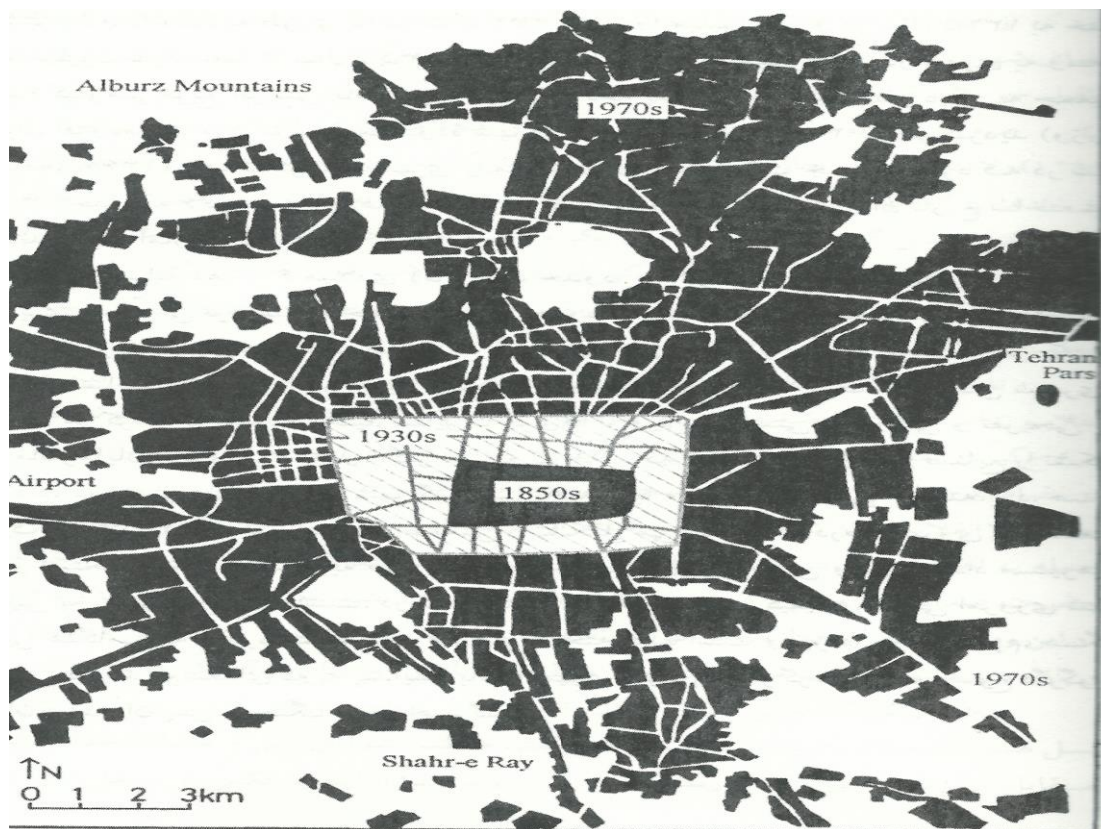 Alburz Mountains
1970s
Tehran
Pars
1930s
Airport
1850s
1970s
Shahr-e Ray
N
0 1 2 3km